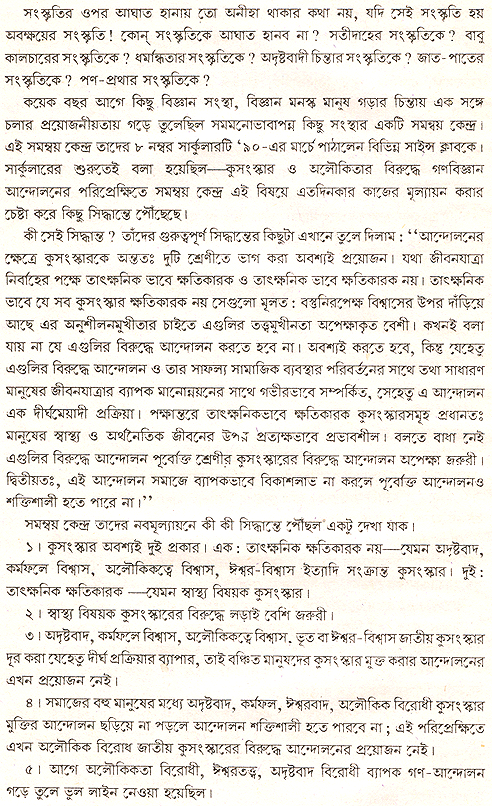 সংস্কৃতির ওপর আঘাত হানায় তো অনীহা থাকার কথা নয়, যদি সেই সংস্কৃতি হয়
অবক্ষয়ের সংস্কৃতি! কোন্ সংস্কৃতিকে আঘাত হানব না? সতীদাহের সংস্কৃতিকে? বাবু
কালচারের সংস্কৃতিকে? ধর্মান্ধতার সংস্কৃতিকে? অদৃষ্টবাদী চিন্তার সংস্কৃতিকে? জাত-পাতের
সংস্কৃতিকে? পণ-প্রথার সংস্কৃতিকে?
কয়েক বছর আগে কিছু বিজ্ঞান সংস্থা, বিজ্ঞান মনস্ক মানুষ গড়ার চিন্তায় এক সঙ্গে
চলার প্রয়োজনীয়তায় গড়ে তুলেছিল সমমনোভাবাপন্ন কিছু সংস্থার একটি সমন্বয় কেন্দ্র।
এই সমন্বয় কেন্দ্র তাদের ৮ নম্বর সার্কুলারটি '৯০-এর মার্চে পাঠালেন বিভিন্ন সাইন্স ক্লাবকে।
সার্কুলারের শুরুতেই বলা হয়েছিল—কুসংস্কার ও অলৌকিতার বিরুদ্ধে গণবিজ্ঞান
আন্দোলনের পরিপ্রেক্ষিতে সমন্বয় কেন্দ্র এই বিষয়ে এতদিনকার কাজের মূল্যায়ন করার
চেষ্টা করে কিছু সিদ্ধান্তে পৌঁছেছে।
কী সেই সিদ্ধান্ত? তাঁদের গুরুত্বপূর্ণ সিদ্ধান্তের কিছুটা এখানে তুলে দিলাম: ‘‘আন্দোলনের
ক্ষেত্রে কুসংস্কারকে অন্ততঃ দুটি শ্রেণীতে ভাগ করা অবশ্যই প্রয়োজন। যথা জীবনযাত্রা
নির্বাহের পক্ষে তাৎক্ষনিক ভাবে ক্ষতিকারক ও তাৎক্ষনিক ভাবে ক্ষতিকারক নয়। তাৎক্ষনিক
ভাবে যে সব কুসংস্কার ক্ষতিকারক নয় সেগুলো মূলত: বস্তুনিরপেক্ষ বিশ্বাসের উপর দাঁড়িয়ে
আছে এর অনুশীলনমুখীতার চাইতে এগুলির তত্ত্বমুখীনতা অপেক্ষাকৃত বেশী। কখনই বলা
যায় না যে এগুলির বিরুদ্ধে আন্দোলন করতে হবে না। অবশ্যই করতে হবে, কিন্তু যেহেতু
এগুলির বিরুদ্ধে আন্দোলন ও তার সাফল্য সামাজিক ব্যবস্থার পরিবর্তনের সাথে তথা সাধারণ
মানুষের জীবনযাত্রার ব্যাপক মানোন্নয়নের সাথে গভীরভাবে সম্পর্কিত, সেহেতু এ আন্দোলন
এক দীর্ঘমেয়াদী প্রক্রিয়া। পক্ষান্তরে তাৎক্ষনিকভাবে ক্ষতিকারক কুসংস্কারসমূহ প্রধানতঃ
মানুষের স্বাস্থ্য ও অর্থনৈতিক জীবনের উপর প্রত্যক্ষভাবে প্রভাবশীল। বলতে বাধা নেই
এগুলির বিরুদ্ধে আন্দোলন পূর্বোক্ত শ্রেণীর কুসংস্কারের বিরুদ্ধে আন্দোলন অপেক্ষা জরুরী।
দ্বিতীয়তঃ, এই আন্দোলন সমাজে ব্যাপকভাবে বিকাশলাভ না করলে পূর্বোক্ত আন্দোলনও
শক্তিশালী হতে পারে না।’’
সমন্বয় কেন্দ্র তাদের নবমূল্যায়নে কী কী সিদ্ধান্তে পৌঁছল একটু দেখা যাক।
১। কুসংস্কার অবশ্যই দুই প্রকার। এক: তাৎক্ষনিক ক্ষতিকারক নয়—যেমন অদৃষ্টবাদ,
কর্মফলে বিশ্বাস, অলৌকিকত্বে বিশ্বাস, ঈশ্বর-বিশ্বাস ইত্যাদি সংক্রান্ত কুসংস্কার। দুই:
তাৎক্ষনিক ক্ষতিকারক —যেমন স্বাস্থ্য বিষয়ক কুসংস্কার।
২। স্বাস্থ্য বিষয়ক কুসংস্কারের বিরুদ্ধে লড়াই বেশি জরুরী।
৩। অদৃষ্টবাদ, কর্মফলে বিশ্বাস, অলৌকিকত্বে বিশ্বাস. ভূত বা ঈশ্বর-বিশ্বাস জাতীয় কুসংস্কার
দূর করা যেহেতু দীর্ঘ প্রক্রিয়ার ব্যাপার, তাই বঞ্চিত মানুষদের কুসংস্কার মুক্ত করার আন্দোলনের
এখন প্রয়োজন নেই।
৪। সমাজের বহু মানুষের মধ্যে অদৃষ্টবাদ, কর্মফল, ঈশ্বরবাদ, অলৌকিক বিরোধী কুসংস্কার
মুক্তির আন্দোলন ছড়িয়ে না পড়লে আন্দোলন শক্তিশালী হতে পারবে না; এই পরিপ্রেক্ষিতে
এখন অলৌকিক বিরোধ জাতীয় কুসংস্কারের বিরুদ্ধে আন্দোলনের প্রয়োজন নেই।
৫। আগে অলৌকিকতা বিরোধী, ঈশ্বরতত্ত্ব, অদৃষ্টবাদ বিরোধী ব্যাপক গণ-আন্দোলন
গড়ে তুলে ভুল লাইন নেওয়া হয়েছিল।